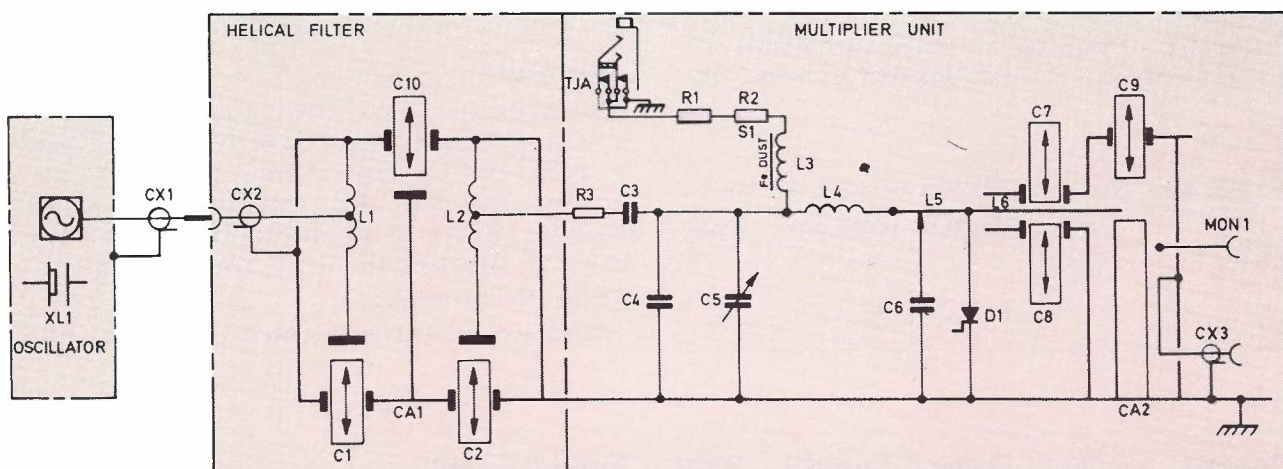 HELICAL FILTER
MULTIPLIER UNIT
TJA
C10
R1
R2
S1
C9
C7
Fe DUST
L3
CX1
CX2
L1
L2
R3
C3
L4
L5
L6
MON 1
C4
C5
C6
D1
C8
XL1
OSCILLATOR
CX3
CA1
CA2
C1
C2